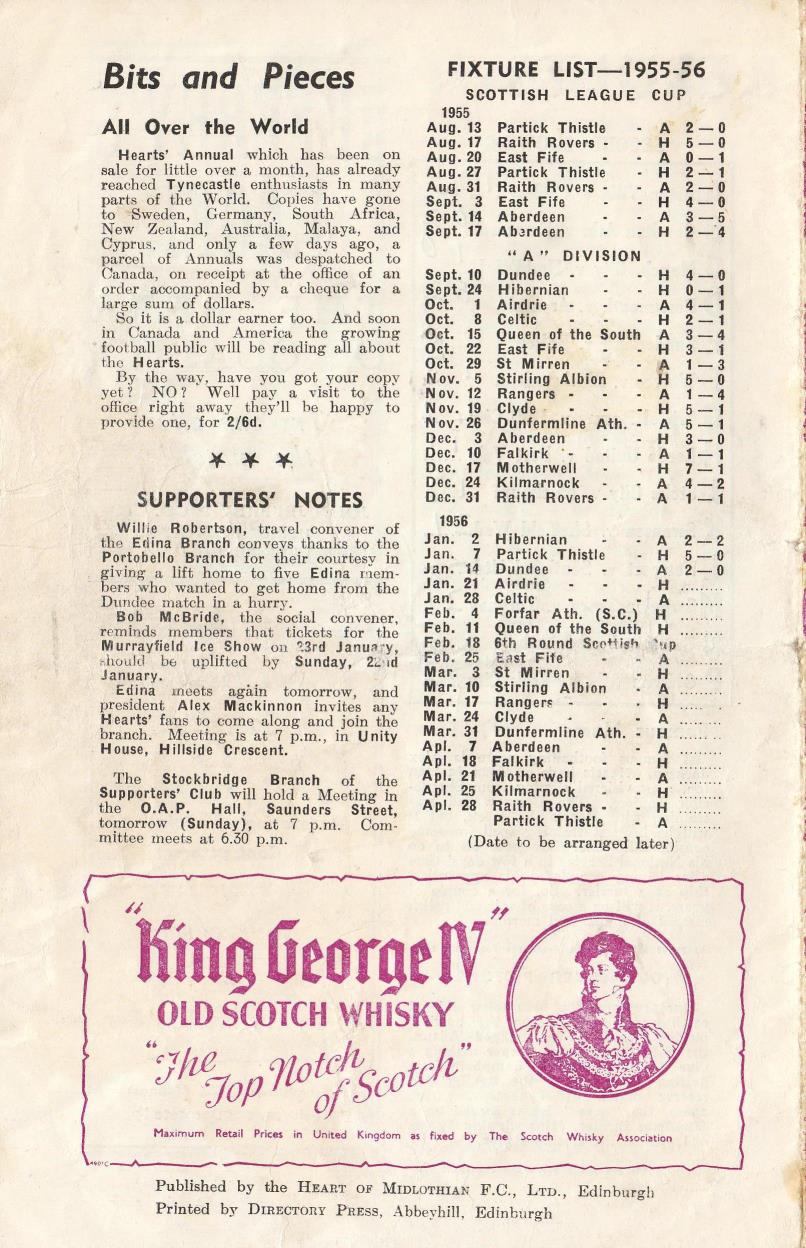 Bits and Pieces
All Over the World
Hearts' Annual which has been on
sale for little over a month, has already
reached Tynecastle enthusiasts in many
parts of the World. Copies have gone
to Sweden, Germany, South Africa,
New Zealand, Australia, Malaya, and
Cyprus, and only a few days ago, a
parcel of Annuals was despatched to
Canada, on receipt at the office of an
order accompanied by a cheque for a
large sum of dollars.
So it is a dollar earner too. And soon
in Canada and America the growing
football public will be reading all about
the Hearts.
By the way, have you got your copy
yet? NO? Well pay a visit to the
office right away they'll be happy to
provide one, for 2/6d.
★ ★ ★
SUPPORTERS' NOTES
Willie Robertson, travel convener of
the Edina Branch conveys thanks to the
Portobello Branch for their courtesy in
giving a lift home to five Edina mem-
bers who wanted to get home from the
Dundee match in a hurry.
Bob McBride, the social convener,
reminds members that tickets for the
Murrayfield Ice Show on 23rd January,
should be uplifted by Sunday, 22nd
January.
Edina meets again tomorrow, and
president Alex Mackinnon invites any
Hearts' fans to come along and join the
branch. Meeting is at 7 p.m., in Unity
House, Hillside Crescent.
The Stockbridge Branch of the
Supporters' Club will hold a Meeting in
the O.A.P. Hall, Saunders Street,
tomorrow (Sunday), at 7 p.m. Com-
mittee meets at 6.30 p.m.
FIXTURE LIST—1955-56
SCOTTISH LEAGUE CUP
1955
Aug. 13 Partick Thistle - A 2—0
Aug. 17 Raith Rovers - - H 5—0
Aug. 20 East Fife - - A 0—1
Aug. 27 Partick Thistle - H 2—1
Aug. 31 Raith Rovers - - A 2—0
Sept. 3 East Fife - - H 4—0
Sept. 14 Aberdeen - - A 3—5
Sept. 17 Aberdeen - - H 2—4
"A" DIVISION
Sept. 10 Dundee - - - H 4—0
Sept. 24 Hibernian - - H 0—1
Oct. 1 Airdrie - - - A 4—1
Oct. 8 Celtic - - - H 2—1
Oct. 15 Queen of the South A 3—4
Oct. 22 East Fife - - H 3—1
Oct. 29 St Mirren - - A 1—3
Nov. 5 Stirling Albion - H 5—0
Nov. 12 Rangers - - - A 1—4
Nov. 19 Clyde - - - H 5—1
Nov. 26 Dunfermline Ath. - A 5—1
Dec. 3 Aberdeen - - H 3—0
Dec. 10 Falkirk - - - A 1—1
Dec. 17 Motherwell - - H 7—1
Dec. 24 Kilmarnock - - A 4—2
Dec. 31 Raith Rovers - - A 1—1
1956
Jan. 2 Hibernian - - A 2—2
Jan. 7 Partick Thistle - H 5—0
Jan. 14 Dundee - - - A 2—0
Jan. 21 Airdrie - - - H .........
Jan. 28 Celtic - - - A .........
Feb. 4 Forfar Ath. (S.C.) H .........
Feb. 11 Queen of the South H .........
Feb. 18 6th Round Scottish Cup
Feb. 25 East Fife - - A .........
Mar. 3 St Mirren - - H .........
Mar. 10 Stirling Albion - A .........
Mar. 17 Rangers - - - H .........
Mar. 24 Clyde - - - A .........
Mar. 31 Dunfermline Ath. - H .........
Apl. 7 Aberdeen - - A .........
Apl. 18 Falkirk - - - H .........
Apl. 21 Motherwell - - A .........
Apl. 25 Kilmarnock - - H .........
Apl. 28 Raith Rovers - - H .........
Partick Thistle - A .........
(Date to be arranged later)
"King George IV"
OLD SCOTCH WHISKY
"The
Top Notch
of Scotch"
Maximum Retail Prices in United Kingdom as fixed by The Scotch Whisky Association
Published by the HEART OF MIDLOTHIAN F.C., LTD., Edinburgh
Printed by DIRECTORY PRESS, Abbeyhill, Edinburgh